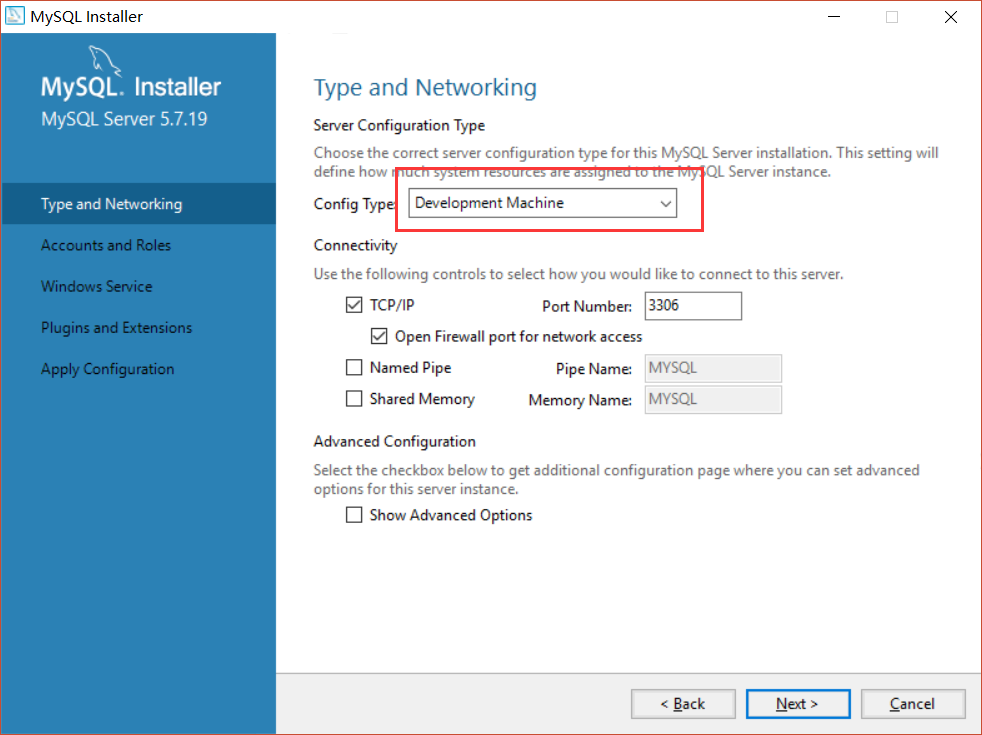 MySQL Installer
MySQL. Installer
MySQL Server 5.7.19
Type and Networking
Accounts and Roles
Windows Service
Plugins and Extensions
Apply Configuration
Type and Networking
Server Configuration Type
Choose the correct server configuration type for this MySQL Server installation. This setting will
define how much system resources are assigned to the MySQL Server instance.
Config Type: Development Machine
Connectivity
Use the following controls to select how you would like to connect to this server.
TCP/IP Port Number: 3306
Open Firewall port for network access
Named Pipe Pipe Name: MYSQL
Shared Memory Memory Name: MYSQL
Advanced Configuration
Select the checkbox below to get additional configuration page where you can set advanced
options for this server instance.
Show Advanced Options
< Back Next > Cancel